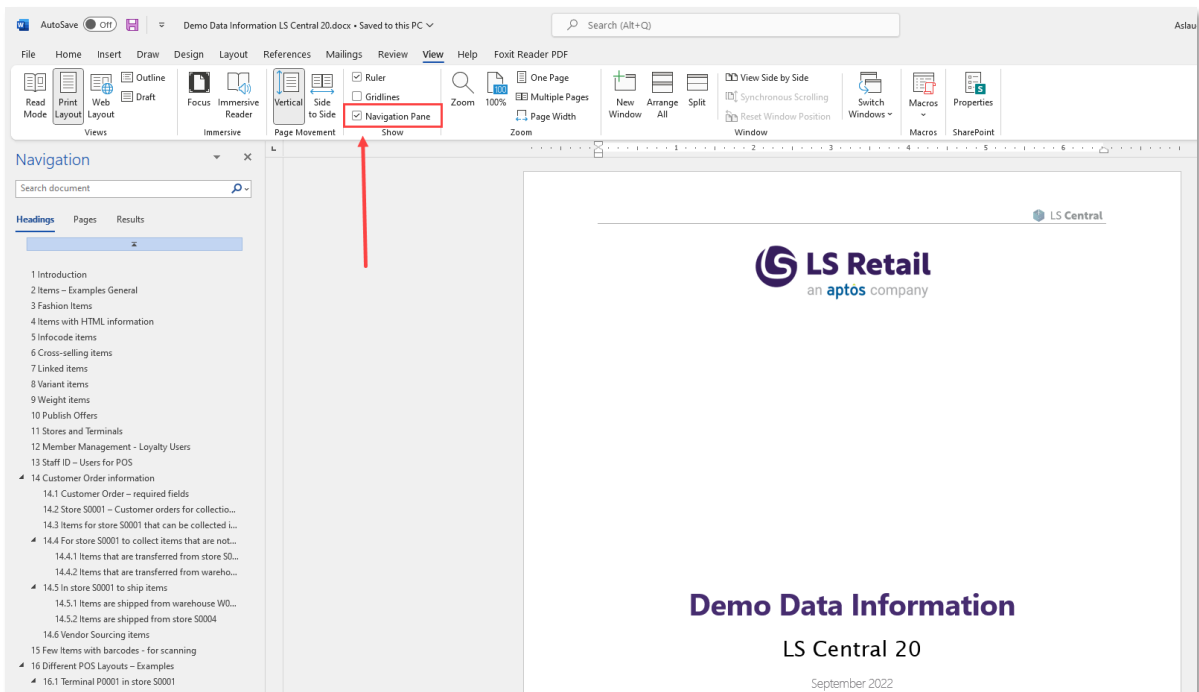 AutoSave Off Demo Data Information LS Central 20.docx • Saved to this PC Search (Alt+Q) Aslau
File Home Insert Draw Design Layout References Mailings Review View Help Foxit Reader PDF
Read Mode
Print Layout
Web Layout
Outline
Draft
Views
Focus
Immersive Reader
Immersive
Vertical
Side to Side
Page Movement
Ruler
Gridlines
Navigation Pane
Show
Zoom
100
100%
One Page
Multiple Pages
Page Width
Zoom
New Window
Arrange All
Split
View Side by Side
Synchronous Scrolling
Reset Window Position
Switch Windows
Window
Macros
Macros
Properties
SharePoint
Navigation
Search document
Headings Pages Results
1 Introduction
2 Items – Examples General
3 Fashion Items
4 Items with HTML information
5 Infocode items
6 Cross-selling items
7 Linked items
8 Variant items
9 Weight items
10 Publish Offers
11 Stores and Terminals
12 Member Management - Loyalty Users
13 Staff ID – Users for POS
14 Customer Order information
14.1 Customer Order – required fields
14.2 Store S0001 – Customer orders for collectio...
14.3 Items for store S0001 that can be collected i...
14.4 For store S0001 to collect items that are not...
14.4.1 Items that are transferred from store S0...
14.4.2 Items that are transferred from wareho...
14.5 In store S0001 to ship items
14.5.1 Items are shipped from warehouse W0...
14.5.2 Items are shipped from store S0004
14.6 Vendor Sourcing items
15 Few Items with barcodes - for scanning
16 Different POS Layouts – Examples
16.1 Terminal P0001 in store S0001
1 2 3 4 5 6
LS Central
LS Retail
an aptos company
Demo Data Information
LS Central 20
September 2022